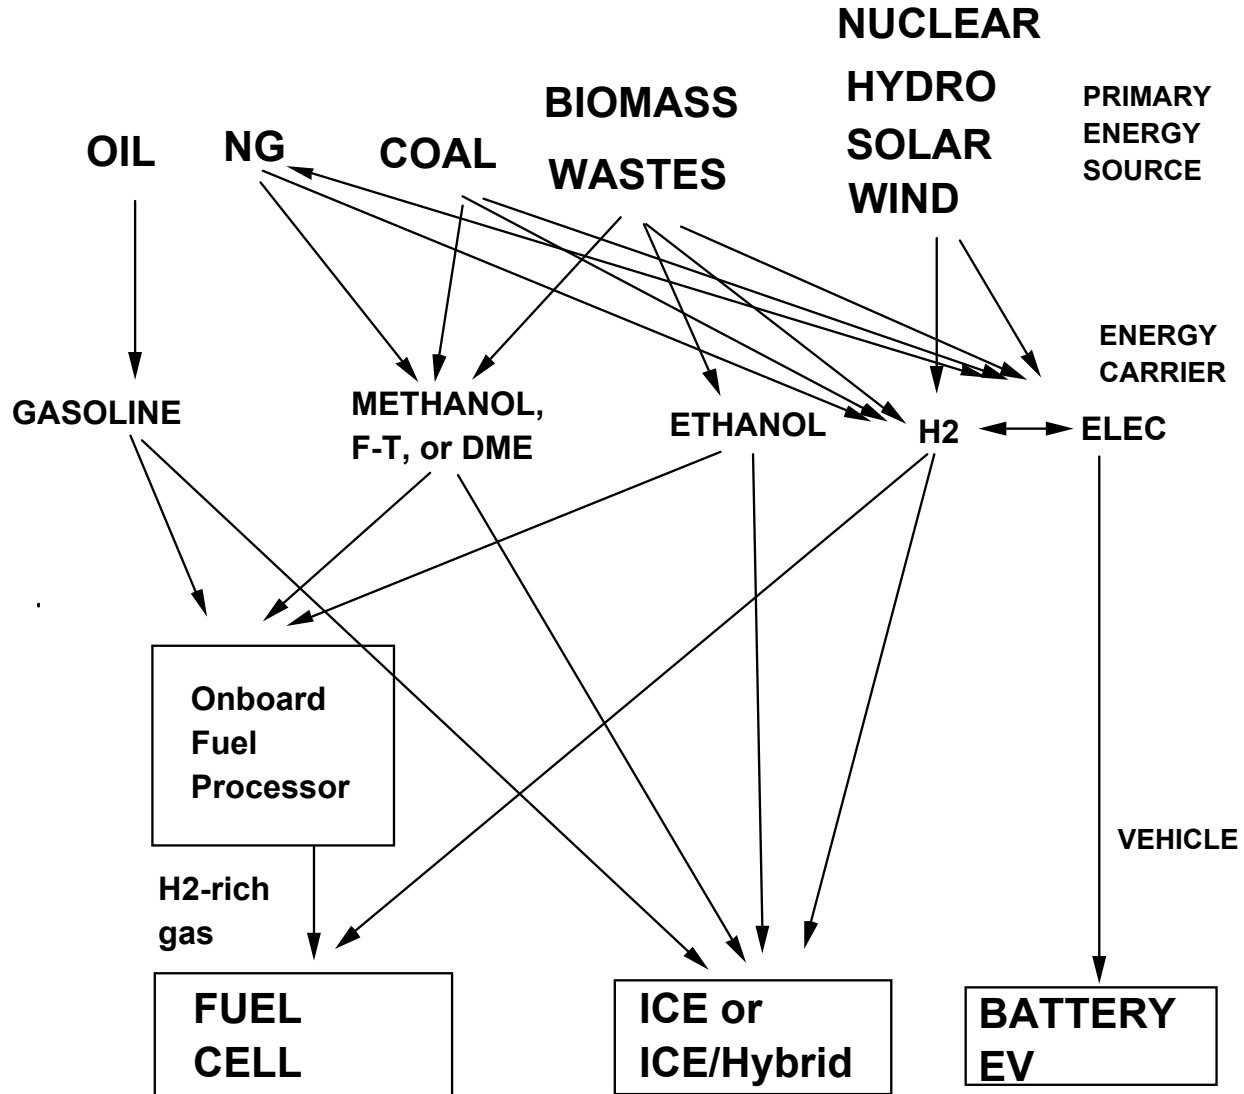 NUCLEAR
HYDRO
SOLAR
WIND
BIOMASS
WASTES
PRIMARY
ENERGY
SOURCE
OIL
NG
COAL
ENERGY
CARRIER
GASOLINE
METHANOL,
F-T, or DME
ETHANOL
H2
ELEC
Onboard
Fuel
Processor
VEHICLE
H2-rich
gas
FUEL
CELL
ICE or
ICE/Hybrid
BATTERY
EV